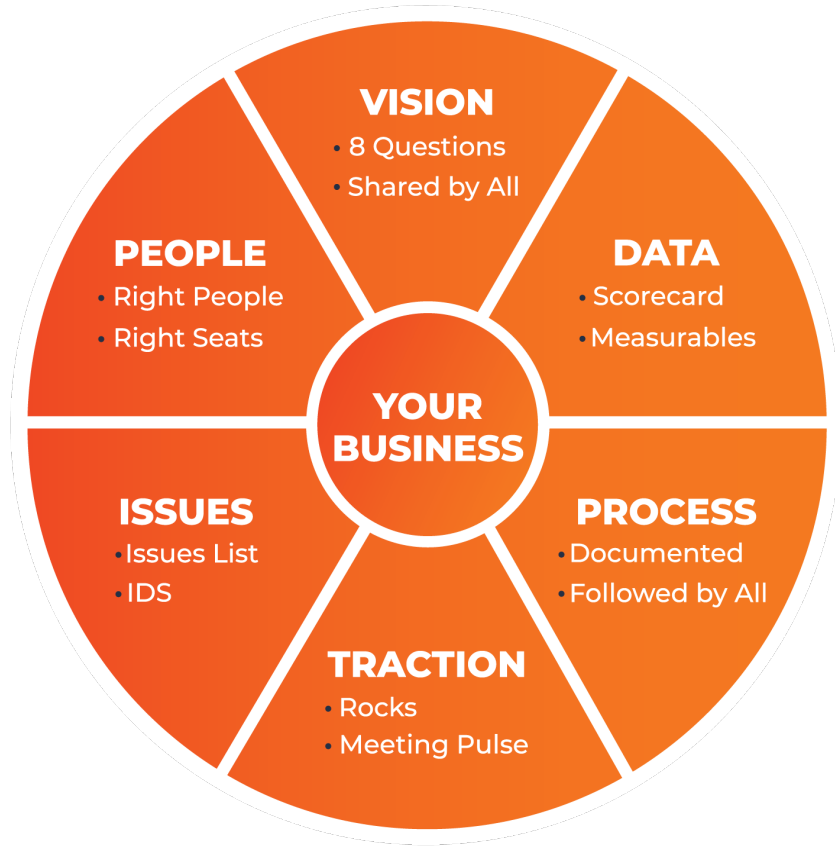 VISION
• 8 Questions
• Shared by All
PEOPLE
• Right People
• Right Seats
DATA
• Scorecard
• Measurables
YOUR
BUSINESS
ISSUES
• Issues List
• IDS
PROCESS
• Documented
• Followed by All
TRACTION
• Rocks
• Meeting Pulse